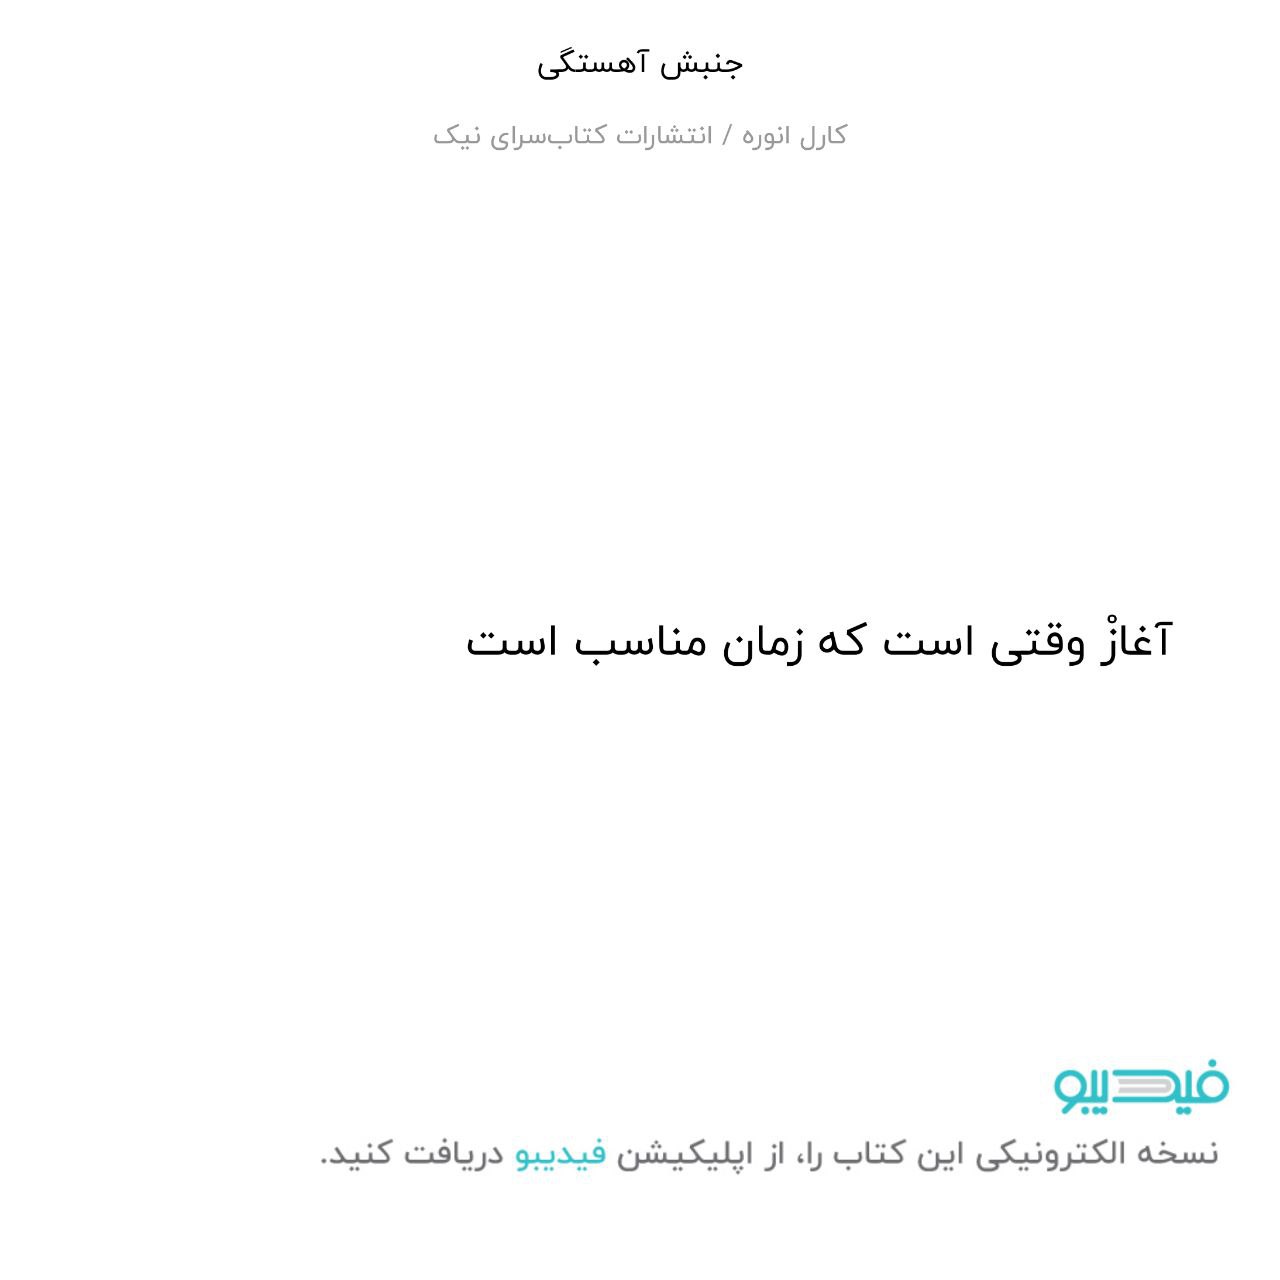 جنبش آهستگی
کارل انوره / انتشارات کتاب‌سرای نیک
آغازْ وقتی است که زمان مناسب است
فیدیبو
نسخه الکترونیکی این کتاب را، از اپلیکیشن فیدیبو دریافت کنید.